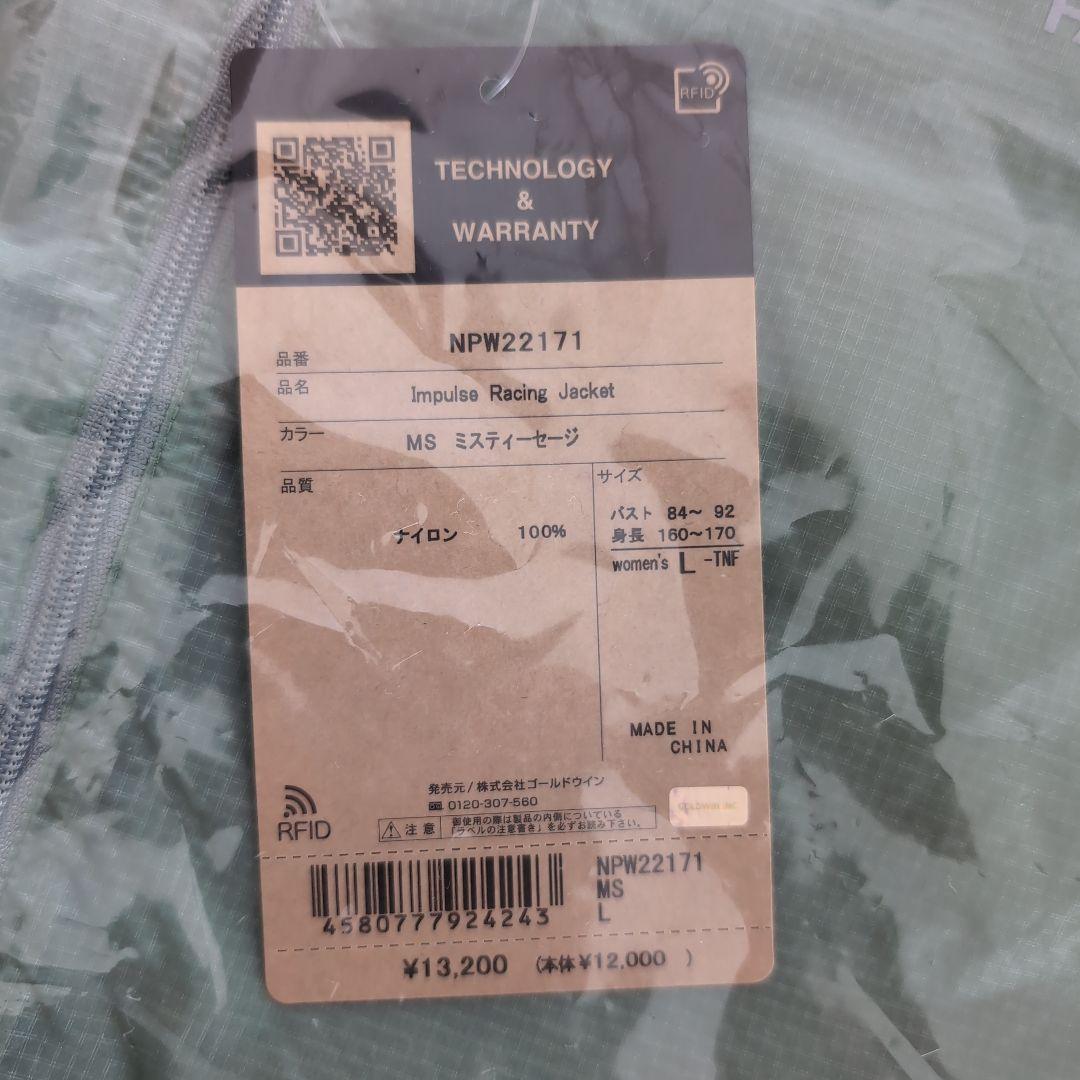 RFID
TECHNOLOGY
&
WARRANTY
品番 NPW22171
品名 Impulse Racing Jacket
カラー MS ミスティーセージ
品質
ナイロン 100%
サイズ
バスト 84～ 92
身長 160～170
women's L -TNF
MADE IN
CHINA
発売元/株式会社ゴールドウイン
0120-307-560
RFID
注意
御使用の際は製品の内側についている
「ラベルの注意書き」を必ずお読み下さい。
GOLDWIN INC
4580777924243
NPW22171
MS
L
¥13,200 (本体¥12,000 )